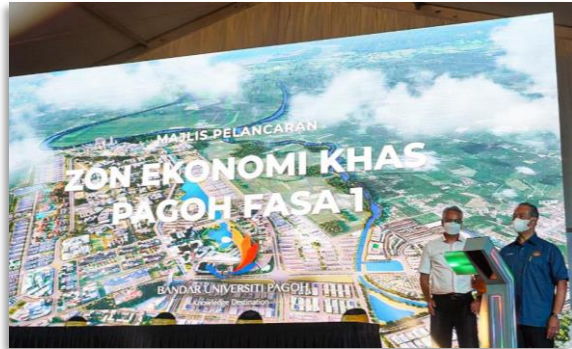 MAJLIS PELANCARAN
ZON EKONOMI KHAS
PAGOH FASA 1
BANDAR UNIVERSITI PAGOH
Knowledge Destination